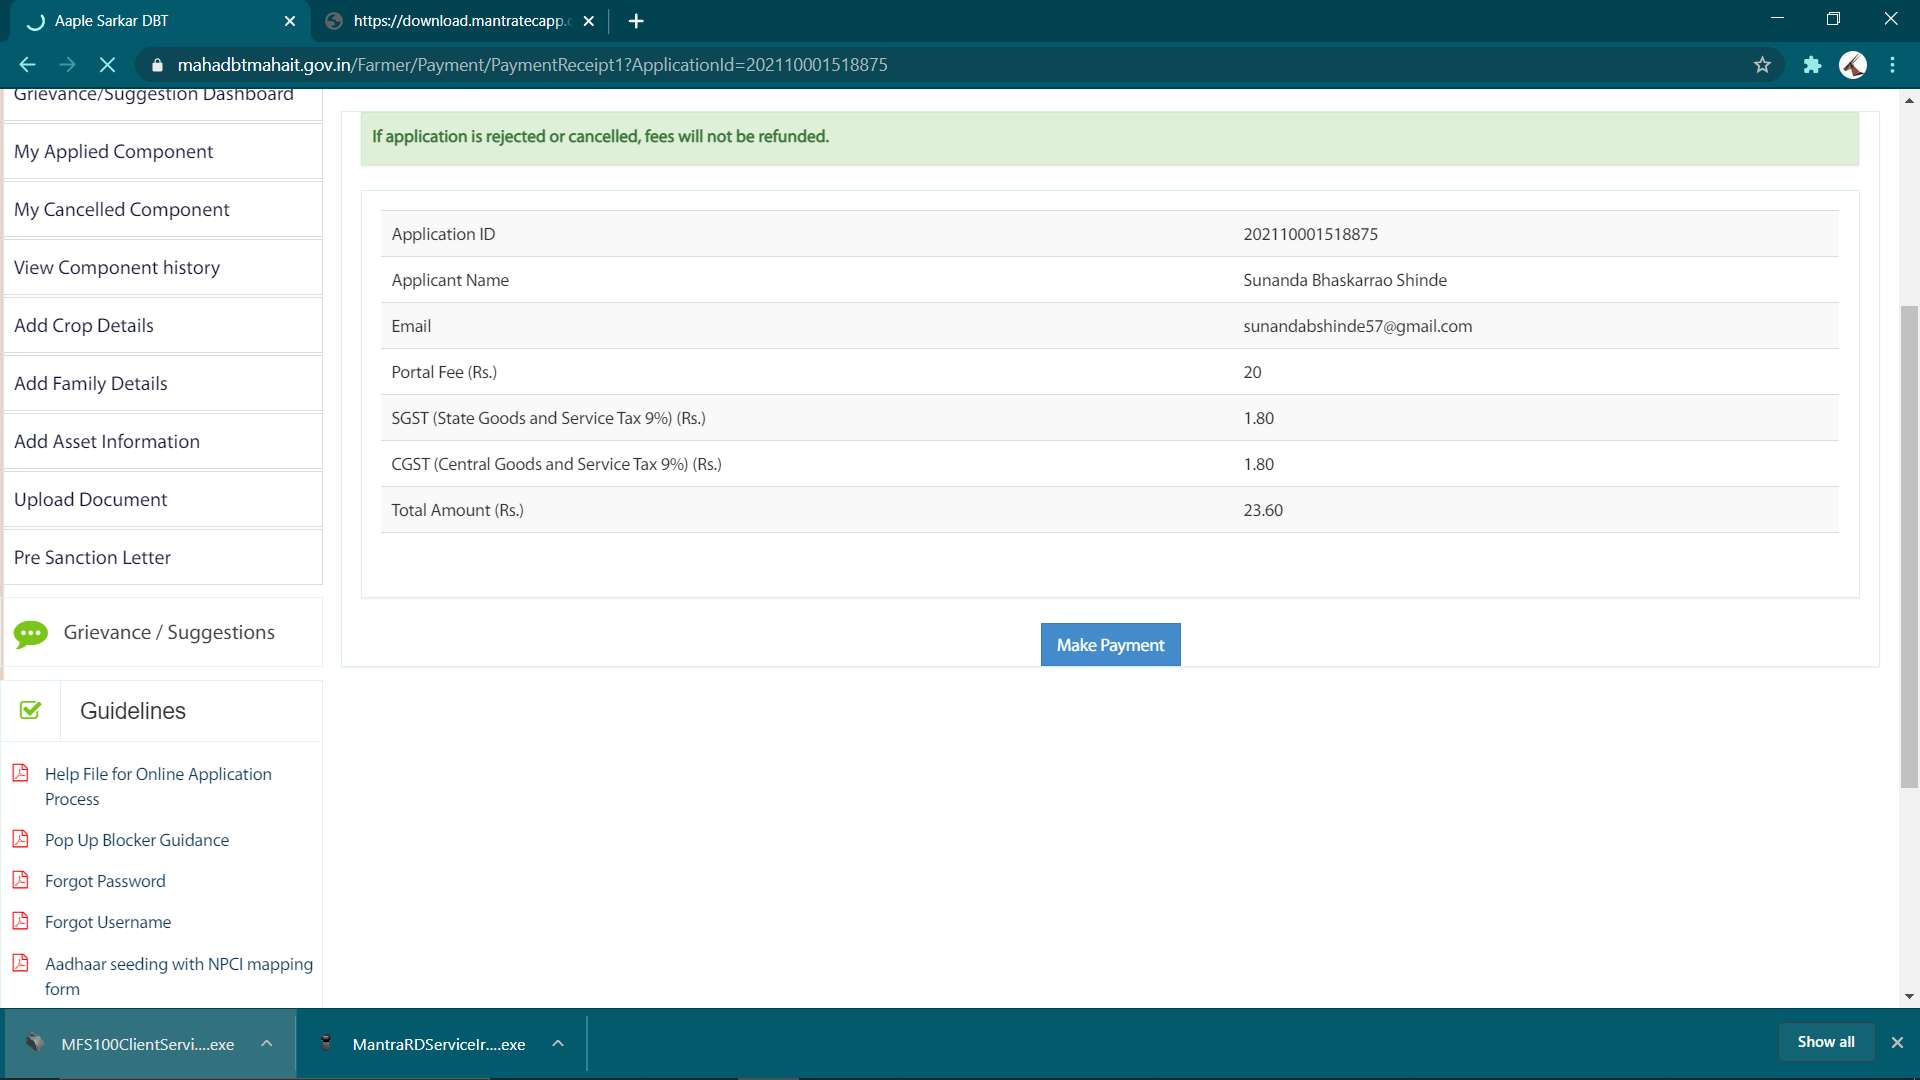 Aaple Sarkar DBT
https://download.mantratecapp.c
mahadbtmahait.gov.in/Farmer/Payment/PaymentReceipt1?ApplicationId=202110001518875
Grievance/Suggestion Dashboard
My Applied Component
My Cancelled Component
View Component history
Add Crop Details
Add Family Details
Add Asset Information
Upload Document
Pre Sanction Letter
Grievance / Suggestions
Guidelines
Help File for Online Application
Process
Pop Up Blocker Guidance
Forgot Password
Forgot Username
Aadhaar seeding with NPCI mapping
form
If application is rejected or cancelled, fees will not be refunded.
Application ID 202110001518875
Applicant Name Sunanda Bhaskarrao Shinde
Email sunandabshinde57@gmail.com
Portal Fee (Rs.) 20
SGST (State Goods and Service Tax 9%) (Rs.) 1.80
CGST (Central Goods and Service Tax 9%) (Rs.) 1.80
Total Amount (Rs.) 23.60
Make Payment
MFS100ClientServi....exe
MantraRDServiceIr....exe
Show all